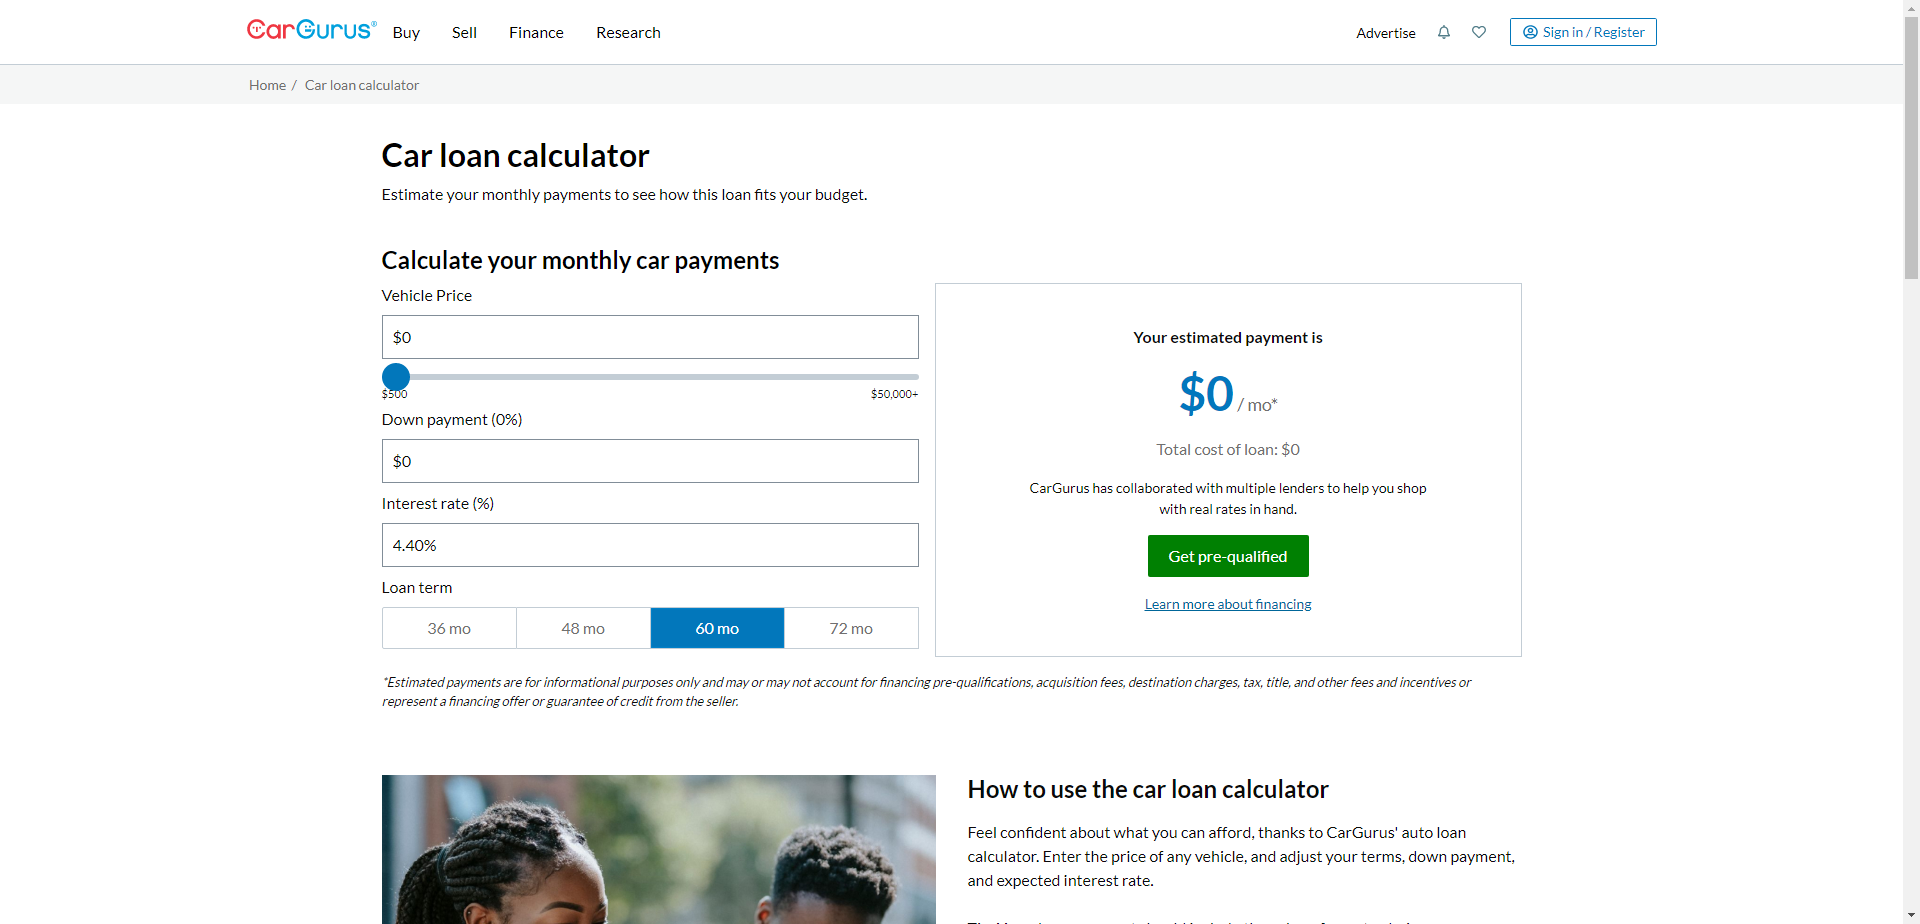 CarGurus®
Buy
Sell
Finance
Research
Advertise
Sign in / Register
Home / Car loan calculator
Car loan calculator
Estimate your monthly payments to see how this loan fits your budget.
Calculate your monthly car payments
Vehicle Price
$0
$500
$50,000+
Down payment (0%)
$0
Interest rate (%)
4.40%
Loan term
36 mo
48 mo
60 mo
72 mo
Your estimated payment is
$0 / mo*
Total cost of loan: $0
CarGurus has collaborated with multiple lenders to help you shop
with real rates in hand.
Get pre-qualified
Learn more about financing
*Estimated payments are for informational purposes only and may or may not account for financing pre-qualifications, acquisition fees, destination charges, tax, title, and other fees and incentives or
represent a financing offer or guarantee of credit from the seller.
How to use the car loan calculator
Feel confident about what you can afford, thanks to CarGurus' auto loan
calculator. Enter the price of any vehicle, and adjust your terms, down payment,
and expected interest rate.